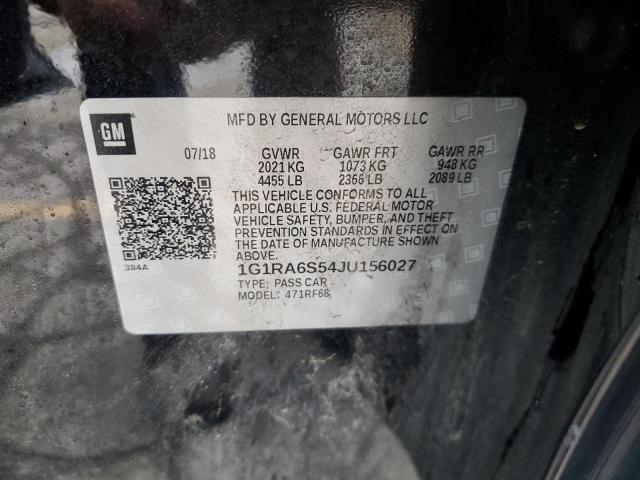 GM
MFD BY GENERAL MOTORS LLC
07/18 GVWR GAWR FRT GAWR RR
2021 KG 1073 KG 948 KG
4455 LB 2366 LB 2089 LB
THIS VEHICLE CONFORMS TO ALL
APPLICABLE U.S. FEDERAL MOTOR
VEHICLE SAFETY, BUMPER, AND THEFT
PREVENTION STANDARDS IN EFFECT ON
THE DATE OF MANUFACTURE SHOWN
ABOVE.
384A
1G1RA6S54JU156027
TYPE: PASS CAR
MODEL: 471RF68